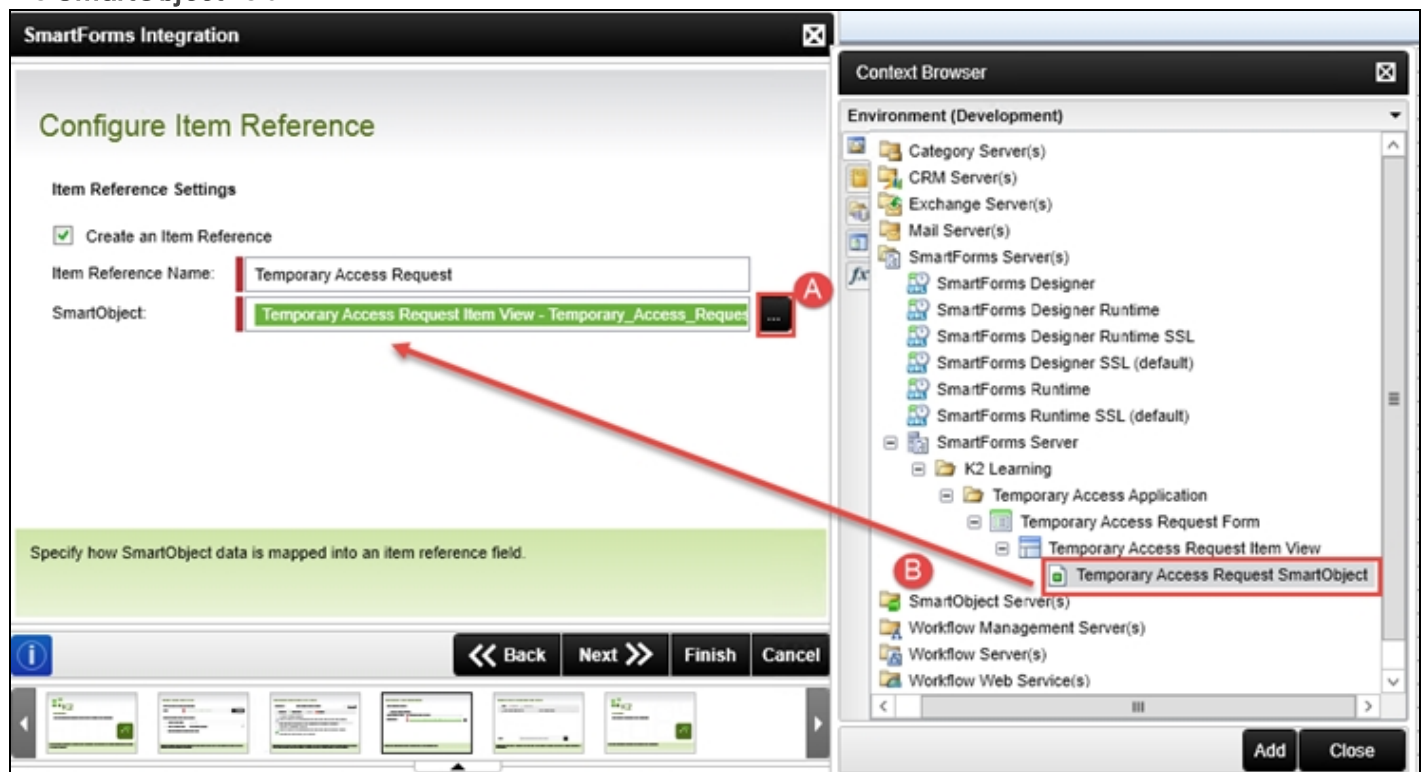 SmartForms Integration
Configure Item Reference
Item Reference Settings
Create an Item Reference
Item Reference Name: Temporary Access Request
SmartObject: Temporary Access Request Item View - Temporary_Access_Reques ...
A
Specify how SmartObject data is mapped into an item reference field.
i
Back Next Finish Cancel
K2
K2
Context Browser
Environment (Development)
Category Server(s)
CRM Server(s)
Exchange Server(s)
Mail Server(s)
SmartForms Server(s)
fx
SmartForms Designer
SmartForms Designer Runtime
SmartForms Designer Runtime SSL
SmartForms Designer SSL (default)
SmartForms Runtime
SmartForms Runtime SSL (default)
SmartForms Server
K2 Learning
Temporary Access Application
Temporary Access Request Form
Temporary Access Request Item View
B
Temporary Access Request SmartObject
SmartObject Server(s)
Workflow Management Server(s)
Workflow Server(s)
Workflow Web Service(s)
Add Close